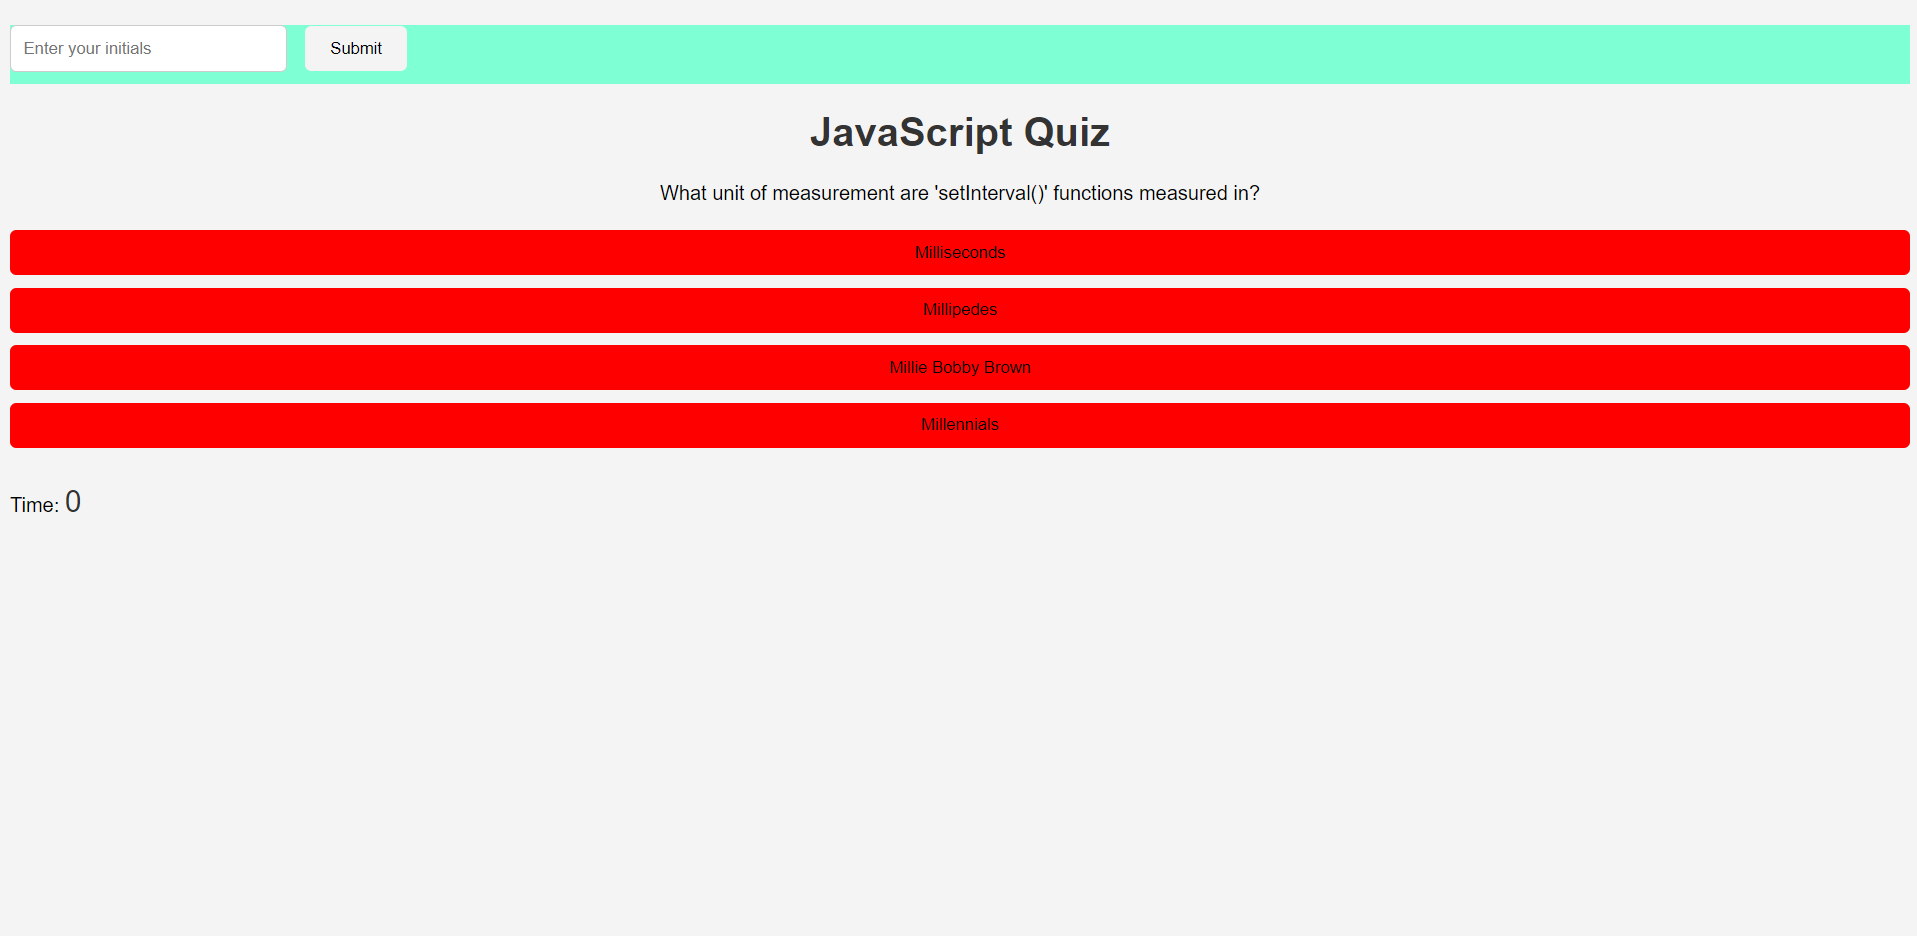 Enter your initials Submit
JavaScript Quiz
What unit of measurement are 'setInterval()' functions measured in?
Milliseconds
Millipedes
Millie Bobby Brown
Millennials
Time: 0